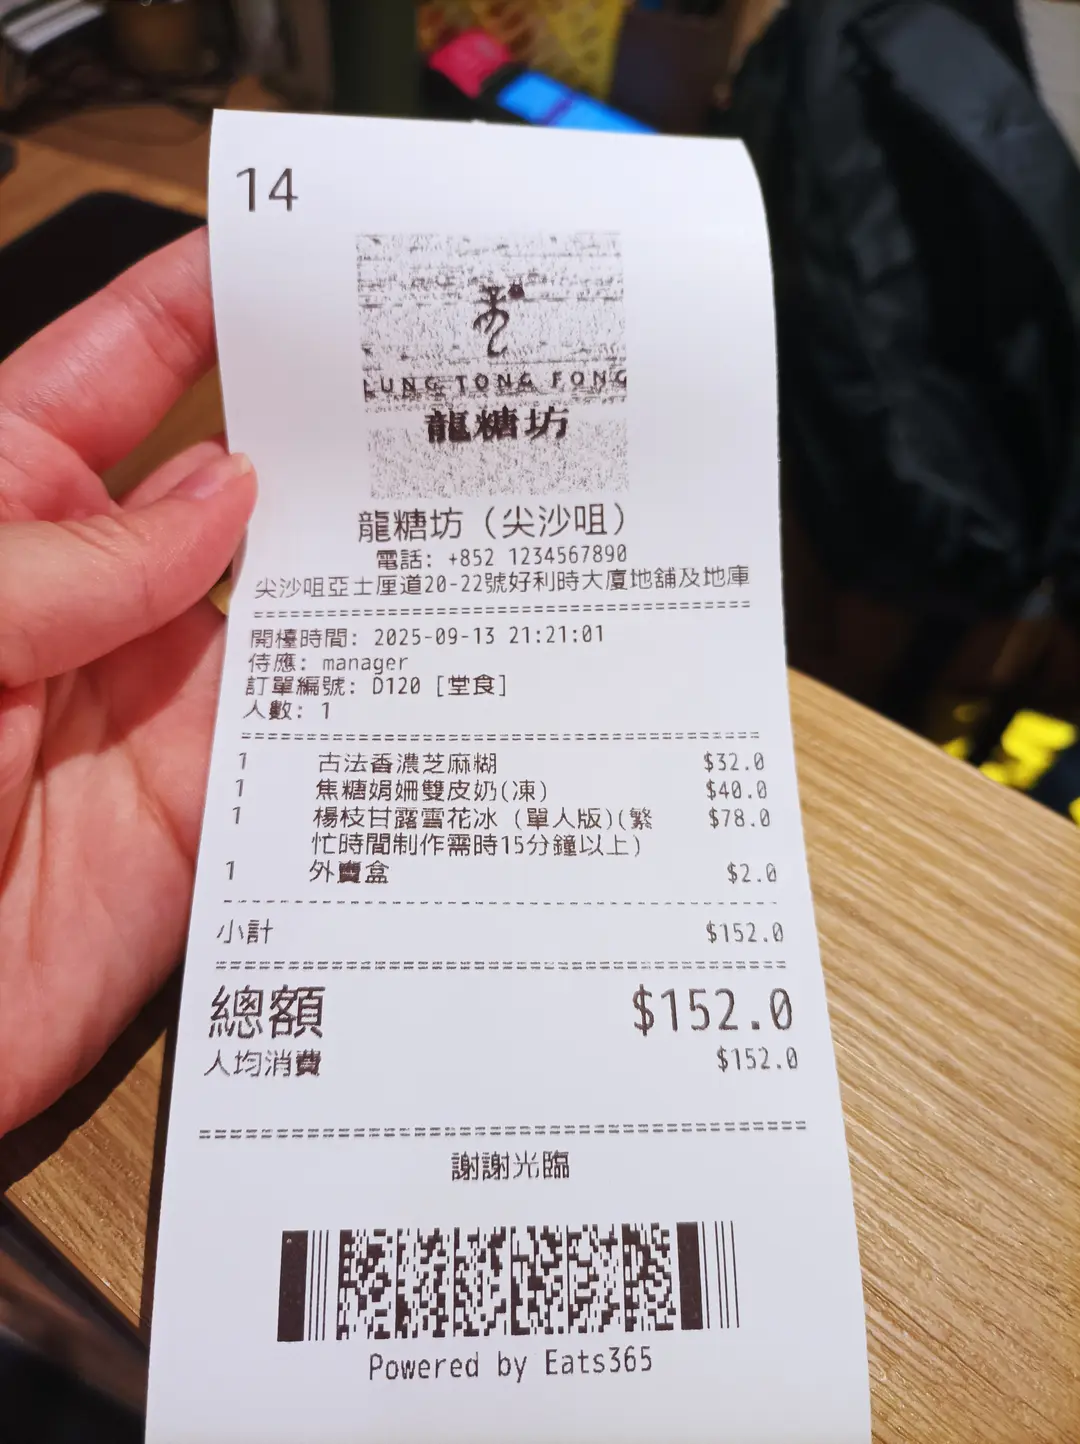 14
LUNG TONG FONG
龍糖坊
龍糖坊（尖沙咀）
電話: +852 1234567890
尖沙咀亞士厘道20-22號好利時大廈地舖及地庫
開檯時間: 2025-09-13 21:21:01
侍應: manager
訂單編號: D120 [堂食]
人數: 1
1 古法香濃芝麻糊 $32.0
1 焦糖娟姍雙皮奶(凍) $40.0
1 楊枝甘露雪花冰 (單人版)(繁 $78.0
忙時間制作需時15分鐘以上)
1 外賣盒 $2.0
小計 $152.0
總額 $152.0
人均消費 $152.0
謝謝光臨
Powered by Eats365